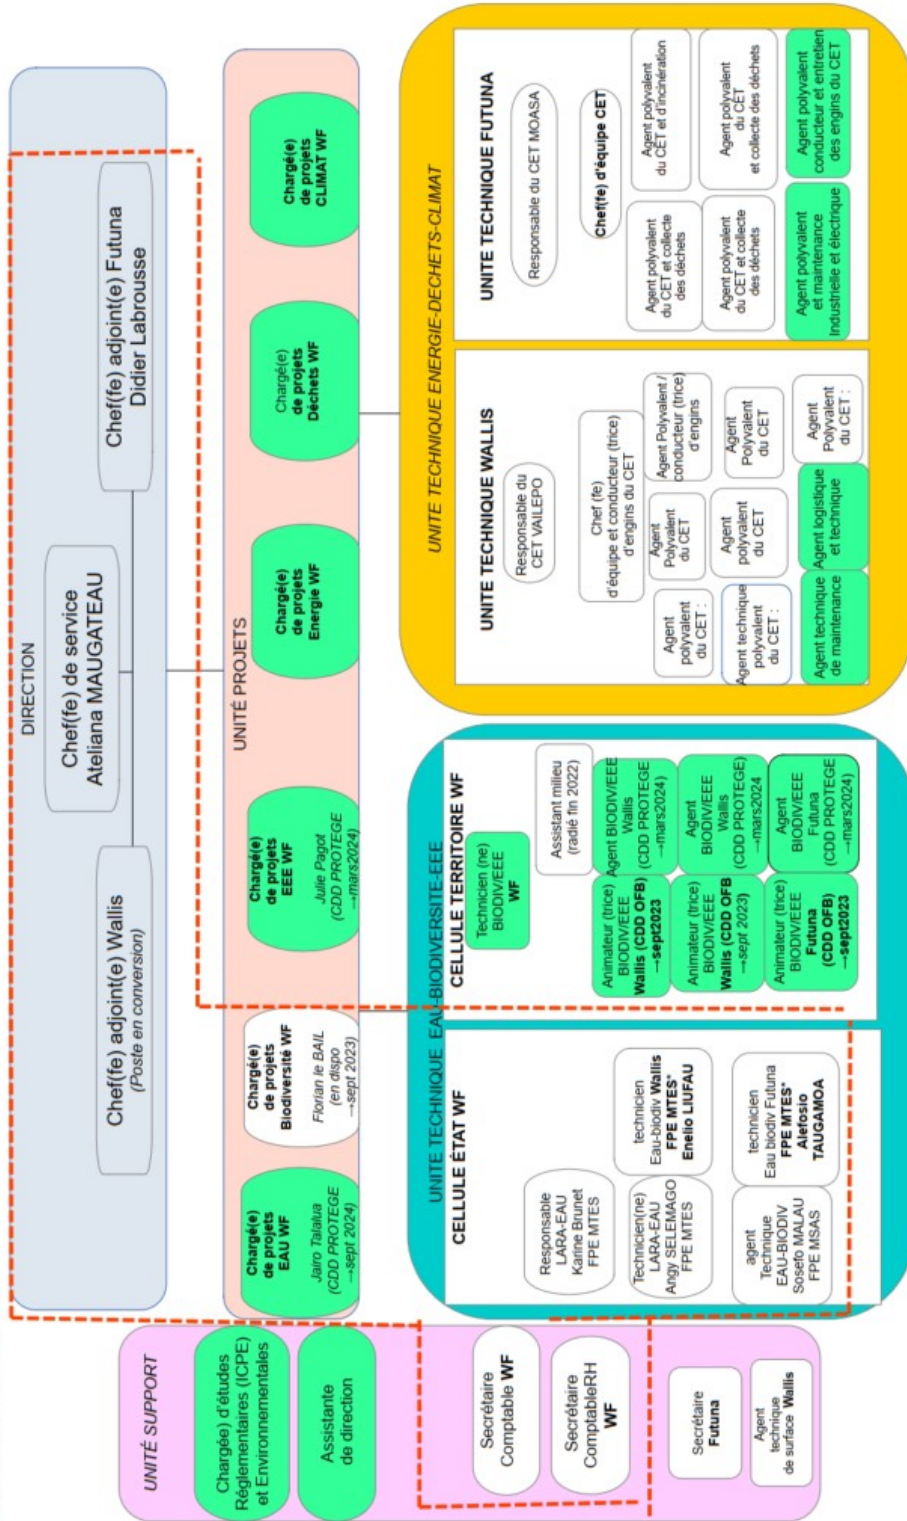 DIRECTION
Chef(fe) de service
Ateliana MAUGATEAU
Chef(fe) adjoint(e) Wallis
(Poste en conversion)
Chef(fe) adjoint(e) Futuna
Didier Labrousse
UNITÉ SUPPORT
Chargée) d'études
Réglementaires (ICPE)
et Environnementales
Assistante
de direction
Secrétaire
Comptable WF
Secrétaire
ComptableRH
WF
Secrétaire
Futuna
Agent
technique
de surface Wallis
UNITÉ PROJETS
Chargé(e)
de projets
EAU WF
Jairo Talalua
(CDD PROTEGE
→sept 2024)
Chargé(e)
de projets
Biodiversité WF
Florian le BAIL
(en dispo
→sept 2023)
Chargé(e)
de projets
EEE WF
Julie Pagot
(CDD PROTEGE
→mars2024)
Chargé(e)
de projets
Energie WF
Chargé(e)
de projets
Déchets WF
Chargé(e)
de projets
CLIMAT WF
UNITE TECHNIQUE EAU-BIODIVERSITE-EEE
CELLULE ÉTAT WF
Responsable
LARA-EAU
Karine Brunet
FPE MTES
Technicien(ne)
LARA-EAU
Angy SELEMAGO
FPE MTES
technicien
Eau-biodiv Wallis
FPE MTES*
Enelio LIUFAU
agent
Technique
EAU-BIODIV
Sosefo MALAU
FPE MSAS
technicien
Eau biodiv Futuna
FPE MTES*
Alefosio
TAUGAMOA
CELLULE TERRITOIRE WF
Technicien (ne)
BIODIV/EEE
WF
Assistant milieu
(radié fin 2022)
Animateur (trice)
BIODIV/EEE
Wallis (CDD OFB)
→sept2023
Agent BIODIV/EEE
Wallis
(CDD PROTEGE
→mars2024)
Animateur (trice)
BIODIV/EEE
Wallis (CDD OFB
→sept 2023)
Agent
BIODIV/EEE
Wallis
(CDD PROTEGE)
→mars2024
Animateur (trice)
BIODIV/EEE
Futuna
(CDD OFB)
→sept2023
Agent
BIODIV/EEE
Futuna
(CDD PROTEGE
→mars2024)
UNITE TECHNIQUE ENERGIE-DECHETS-CLIMAT
UNITE TECHNIQUE WALLIS
Responsable du
CET VAILEPO
Chef (fe)
d'équipe et conducteur (trice)
d'engins du CET
Agent
polyvalent
du CET :
Agent
Polyvalent
du CET
Agent Polyvalent /
conducteur (trice)
d'engins
Agent technique
polyvalent du
CET :
Agent
polyvalent
du CET
Agent
Polyvalent
du CET
Agent technique
de maintenance
Agent logistique
et technique
Agent
Polyvalent
du CET :
UNITE TECHNIQUE FUTUNA
Responsable du CET MOASA
Chef(fe) d'équipe CET
Agent polyvalent
du CET et collecte
des déchets
Agent polyvalent
du CET et d'incinération
des déchets
Agent polyvalent
du CET et collecte
des déchets
Agent polyvalent
du CET
et collecte des déchets
Agent polyvalent
et maintenance
Industrielle et électrique
Agent polyvalent
conducteur et entretien
des engins du CET